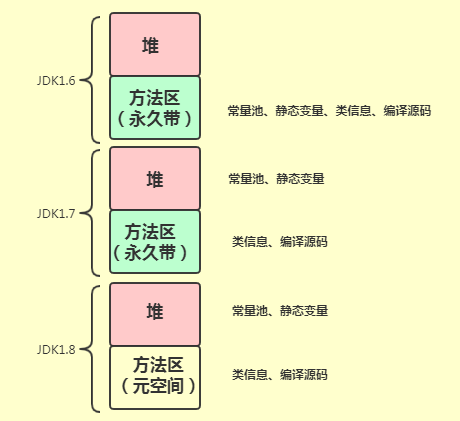 堆
JDK1.6
方法区
（永久带）
常量池、静态变量、类信息、编译源码
堆
常量池、静态变量
JDK1.7
方法区
（永久带）
类信息、编译源码
堆
常量池、静态变量
JDK1.8
方法区
（元空间）
类信息、编译源码